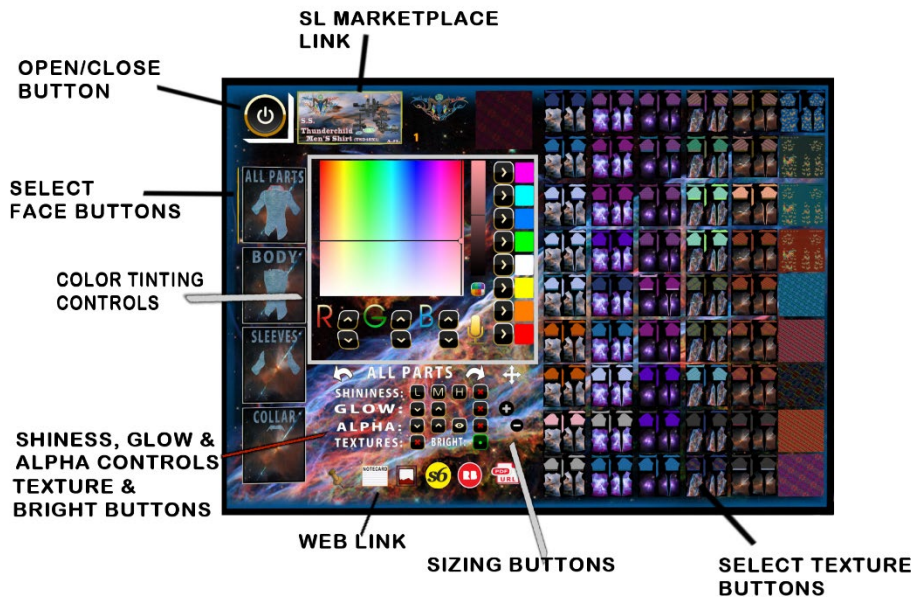 SL MARKETPLACE
LINK
OPEN/CLOSE
BUTTON
S.S.
Thunderchild
Men'S Shirt
1
SELECT
FACE BUTTONS
ALL PARTS
BODY
COLOR TINTING
CONTROLS
SLEEVES
COLLAR
R G B
ALL PARTS
SHININESS: L M H
GLOW:
ALPHA:
TEXTURES: BRIGHT:
SHINESS, GLOW &
ALPHA CONTROLS
TEXTURE &
BRIGHT BUTTONS
NOTECARD
s6
PDF
URL
WEB LINK
SIZING BUTTONS
SELECT TEXTURE
BUTTONS